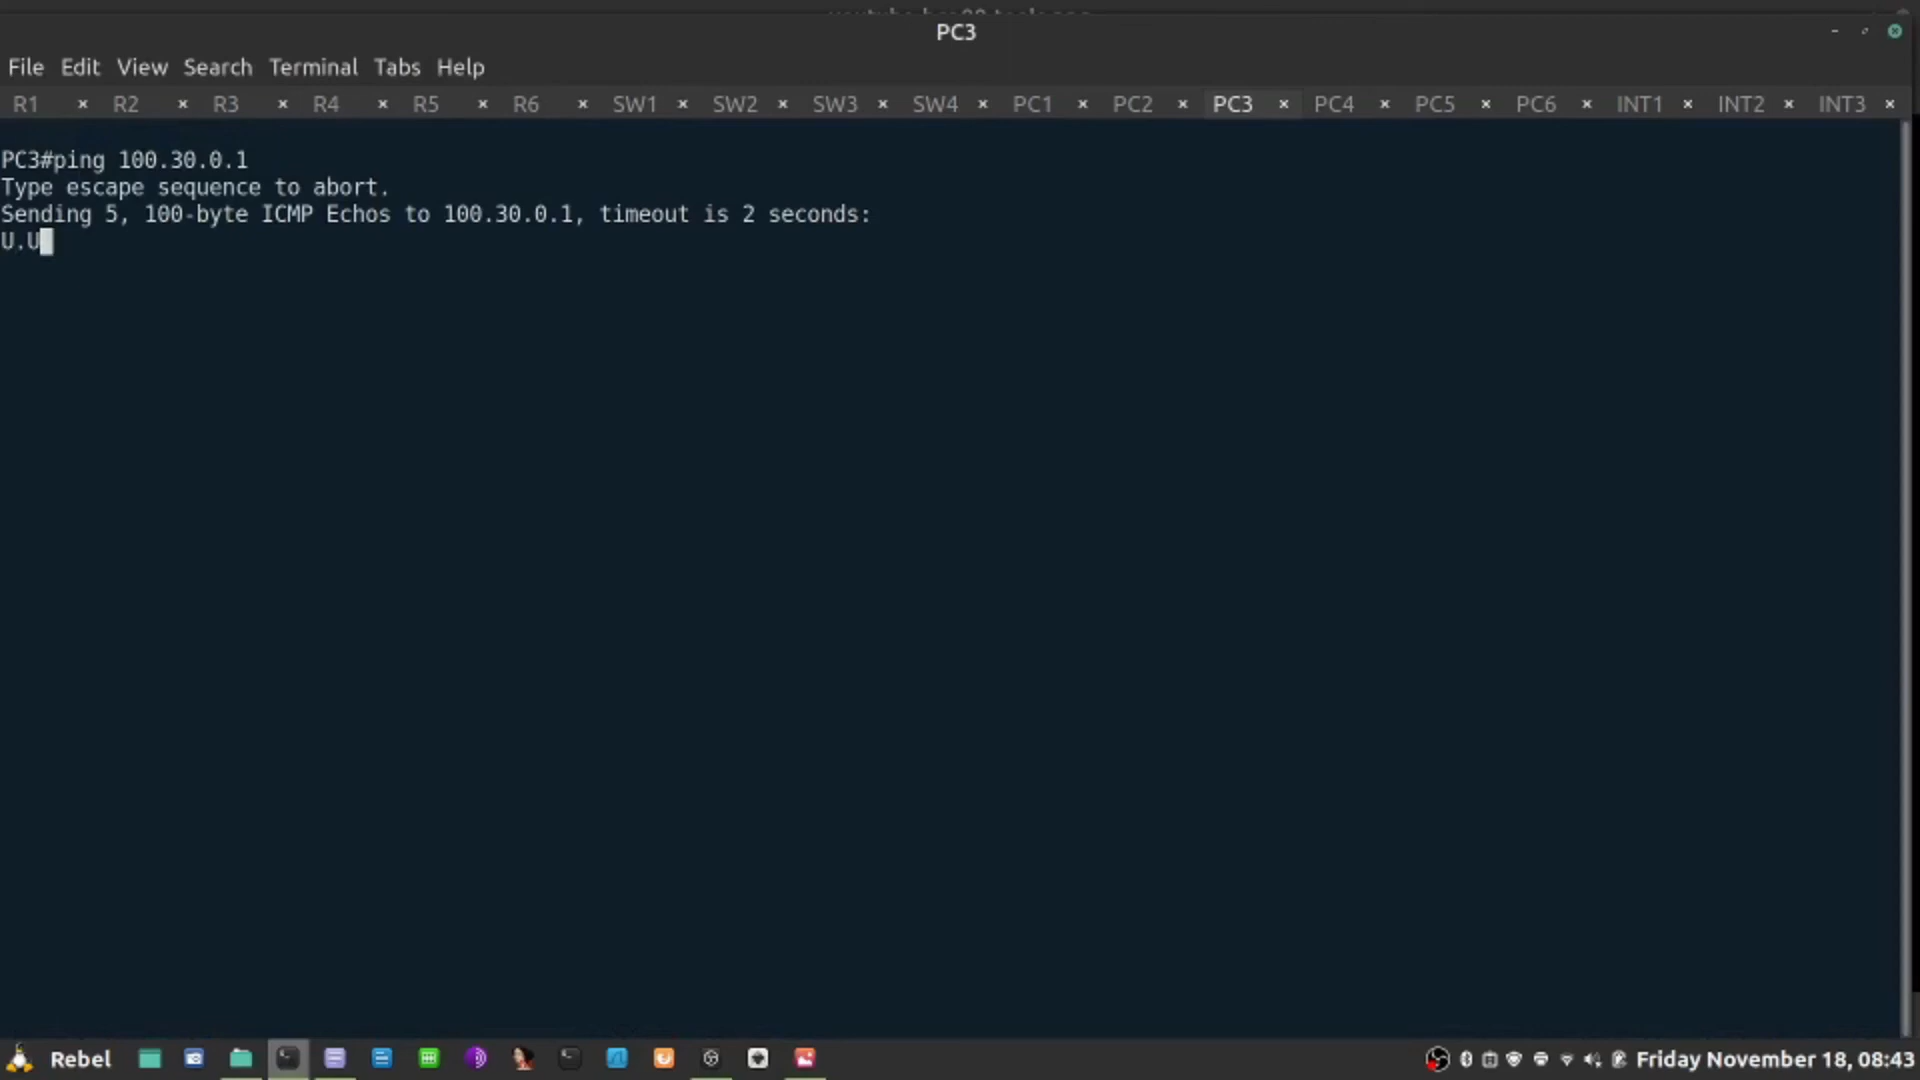 PC3
File Edit View Search Terminal Tabs Help
R1 × R2 × R3 × R4 × R5 × R6 × SW1 × SW2 × SW3 × SW4 × PC1 × PC2 × PC3 × PC4 × PC5 × PC6 × INT1 × INT2 × INT3 ×
PC3#ping 100.30.0.1
Type escape sequence to abort.
Sending 5, 100-byte ICMP Echos to 100.30.0.1, timeout is 2 seconds:
U.U
Rebel Friday November 18, 08:43